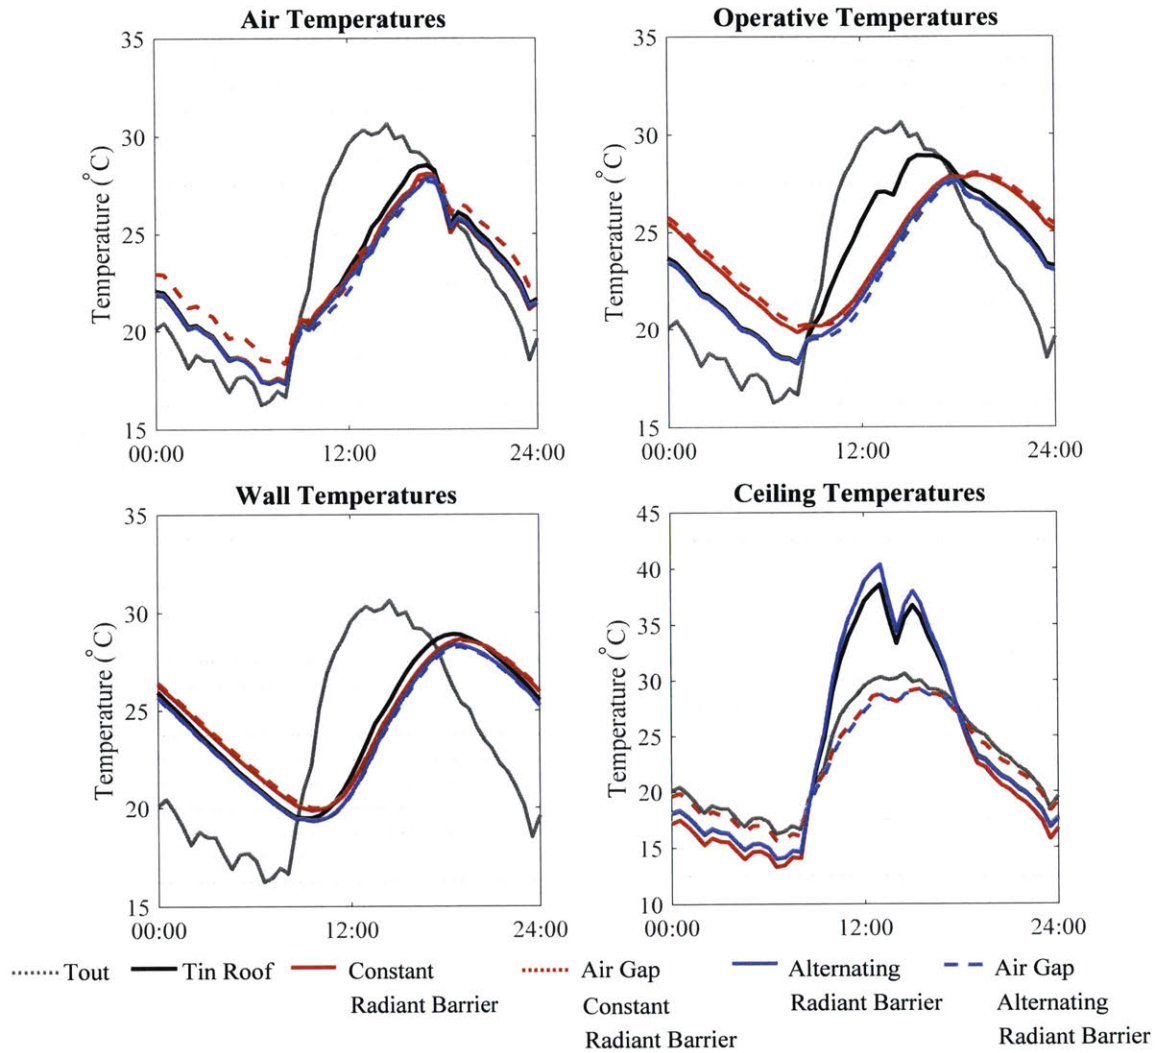 Air Temperatures
Operative Temperatures
35
30
25
20
15
Temperature (°C)
00:00 12:00 24:00
35
30
25
20
15
Temperature (°C)
00:00 12:00 24:00
Wall Temperatures
Ceiling Temperatures
35
30
25
20
15
Temperature (°C)
00:00 12:00 24:00
45
40
35
30
25
20
15
10
Temperature (°C)
00:00 12:00 24:00
Tout
Tin Roof
Constant
Radiant Barrier
Air Gap
Constant
Radiant Barrier
Alternating
Radiant Barrier
Air Gap
Alternating
Radiant Barrier